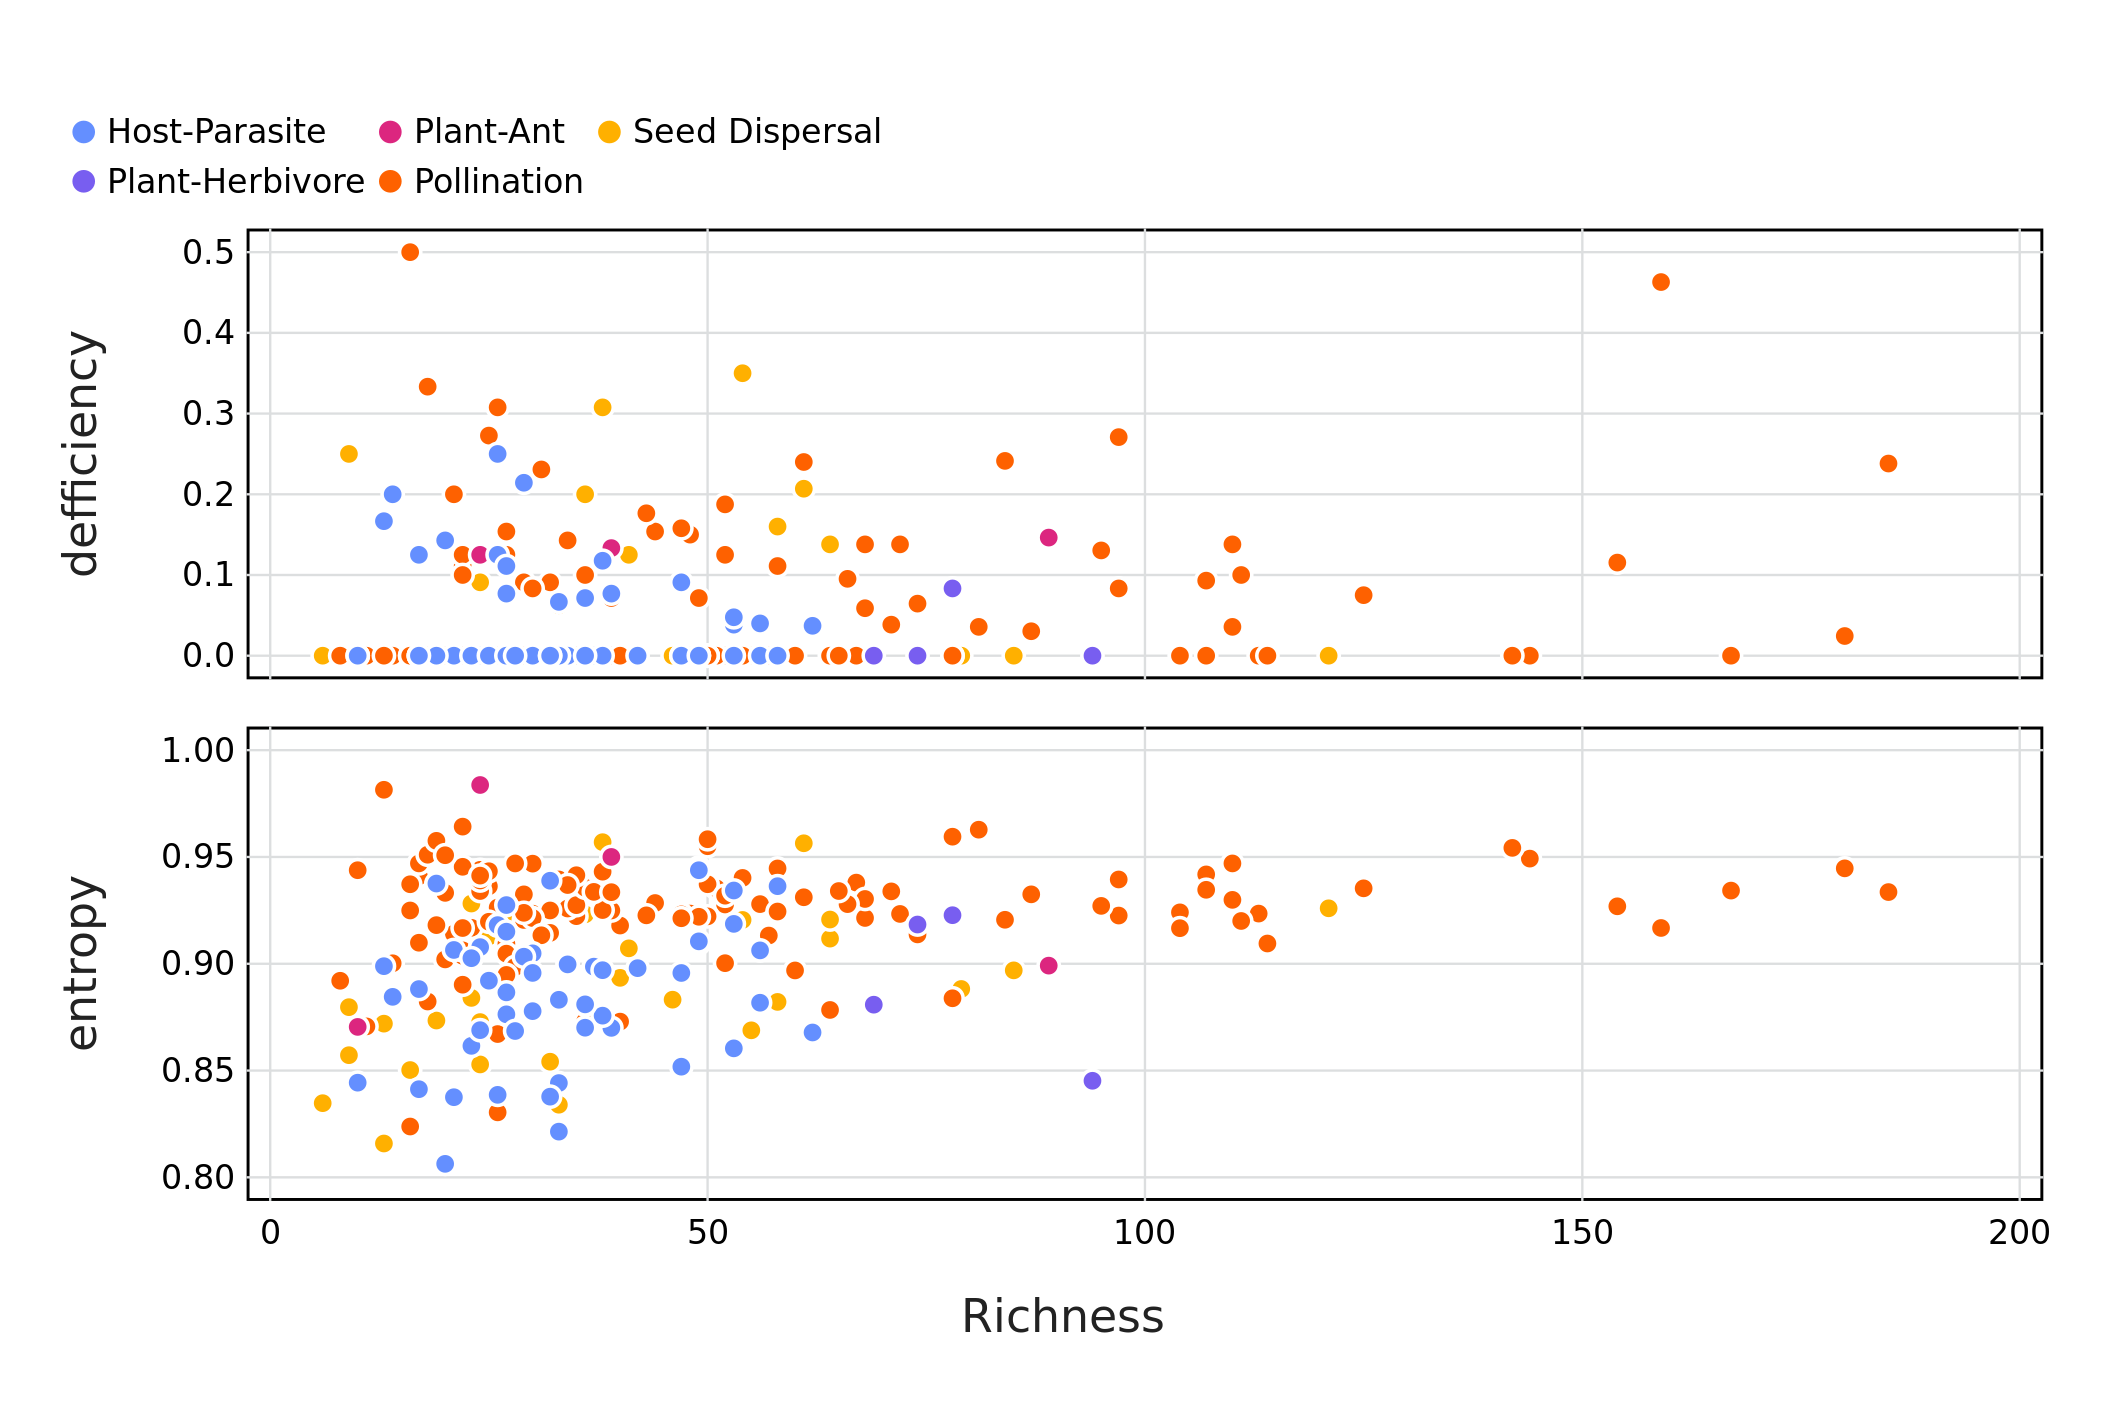 Host-Parasite Plant-Ant Seed Dispersal
Plant-Herbivore Pollination
defficiency
0.5
0.4
0.3
0.2
0.1
0.0
entropy
1.00
0.95
0.90
0.85
0.80
0 50 100 150 200
Richness